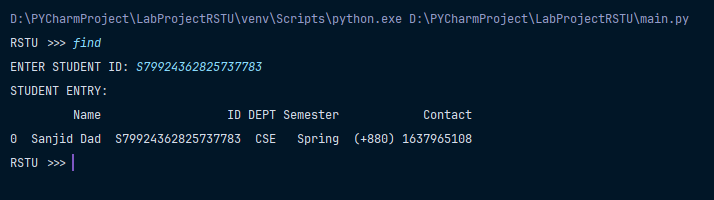 D:\PYCharmProject\LabProjectRSTU\venv\Scripts\python.exe D:\PYCharmProject\LabProjectRSTU\main.py
RSTU >>> find
ENTER STUDENT ID: S79924362825737783
STUDENT ENTRY:
Name ID DEPT Semester Contact
0 Sanjid Dad S79924362825737783 CSE Spring (+880) 1637965108
RSTU >>>